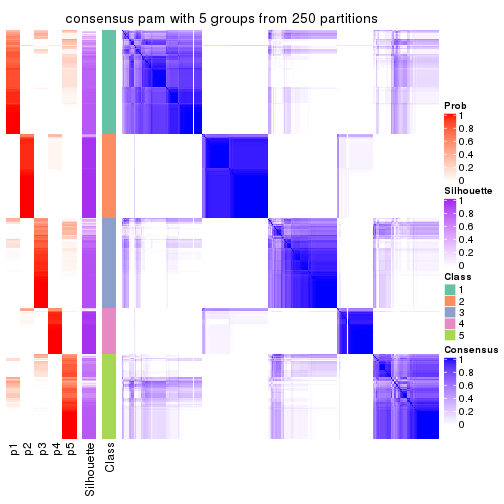 consensus pam with 5 groups from 250 partitions
Prob
1
0.8
0.6
0.4
0.2
0
Silhouette
1
0.8
0.6
0.4
0.2
0
Class
1
2
3
4
5
Consensus
1
0.8
0.6
0.4
0.2
0
p1
p2
p3
p4
p5
Silhouette
Class